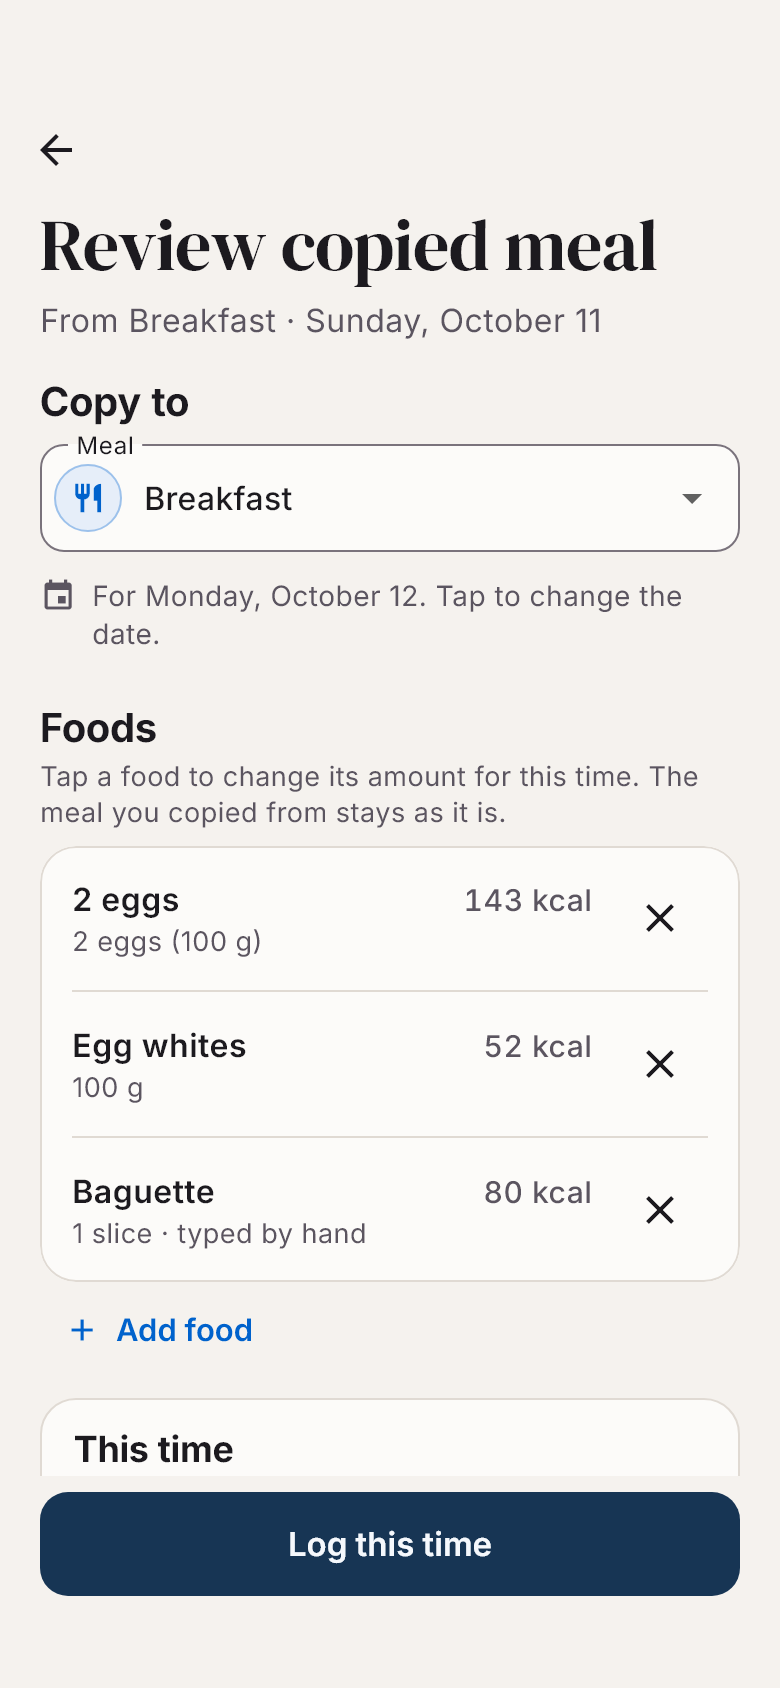 Review copied meal
From Breakfast · Sunday, October 11
Copy to
Meal
Breakfast
For Monday, October 12. Tap to change the
date.
Foods
Tap a food to change its amount for this time. The
meal you copied from stays as it is.
2 eggs
143 kcal
2 eggs (100 g)
Egg whites
52 kcal
100 g
Baguette
80 kcal
1 slice · typed by hand
+ Add food
This time
Log this time